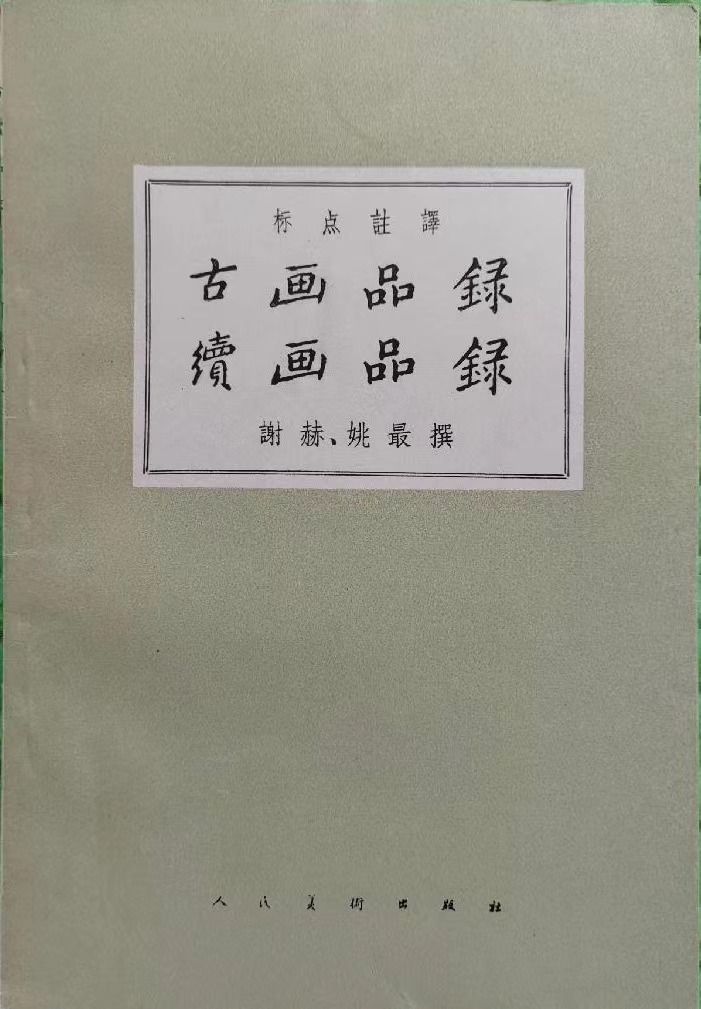 标点註譯
古画品録
續画品録
謝赫、姚最撰
人民美術出版社